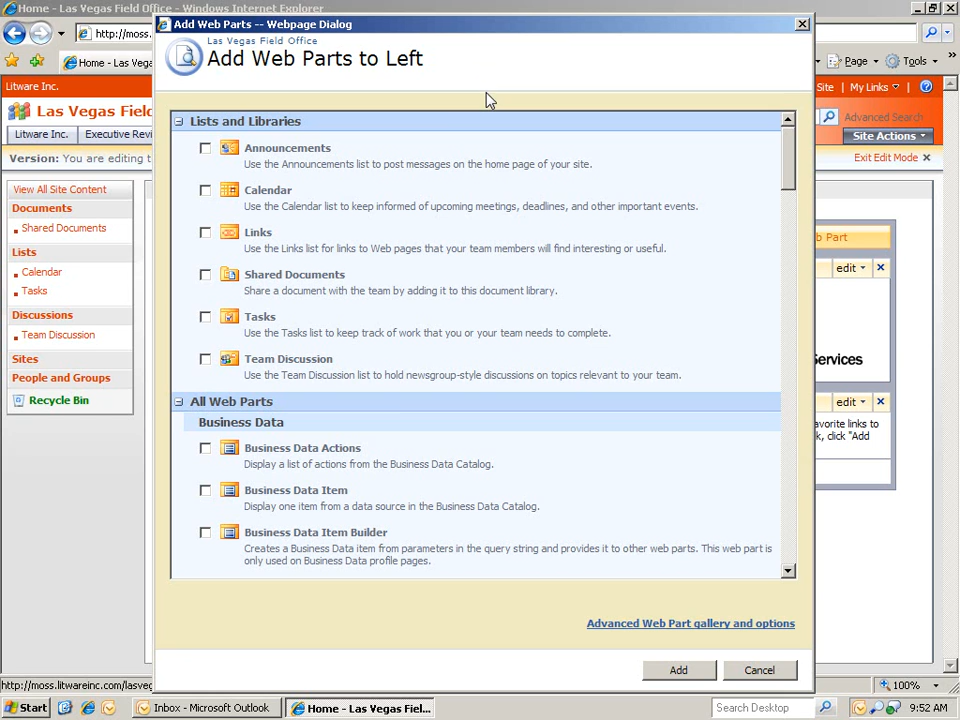 Home - Las Vegas Field Office - Windows Internet Explorer
Add Web Parts -- Webpage Dialog
http://moss.
Las Vegas Field Office
Add Web Parts to Left
Home - Las Vega
Page
Tools
Litware Inc.
Site
My Links
Las Vegas Field
Advanced Search
Litware Inc.
Executive Revi
Site Actions
Version: You are editing t
Exit Edit Mode
View All Site Content
Documents
Shared Documents
Lists
Calendar
Tasks
Discussions
Team Discussion
Sites
People and Groups
Recycle Bin
Lists and Libraries
Announcements
Use the Announcements list to post messages on the home page of your site.
Calendar
Use the Calendar list to keep informed of upcoming meetings, deadlines, and other important events.
Links
Use the Links list for links to Web pages that your team members will find interesting or useful.
Shared Documents
Share a document with the team by adding it to this document library.
Tasks
Use the Tasks list to keep track of work that you or your team needs to complete.
Team Discussion
Use the Team Discussion list to hold newsgroup-style discussions on topics relevant to your team.
All Web Parts
Business Data
Business Data Actions
Display a list of actions from the Business Data Catalog.
Business Data Item
Display one item from a data source in the Business Data Catalog.
Business Data Item Builder
Creates a Business Data item from parameters in the query string and provides it to other web parts. This web part is
only used on Business Data profile pages.
b Part
edit
Services
edit
avorite links to
k, click "Add
Advanced Web Part gallery and options
Add
Cancel
http://moss.litwareinc.com/lasveg
100%
Start
Inbox - Microsoft Outlook
Home - Las Vegas Fiel...
Search Desktop
9:52 AM